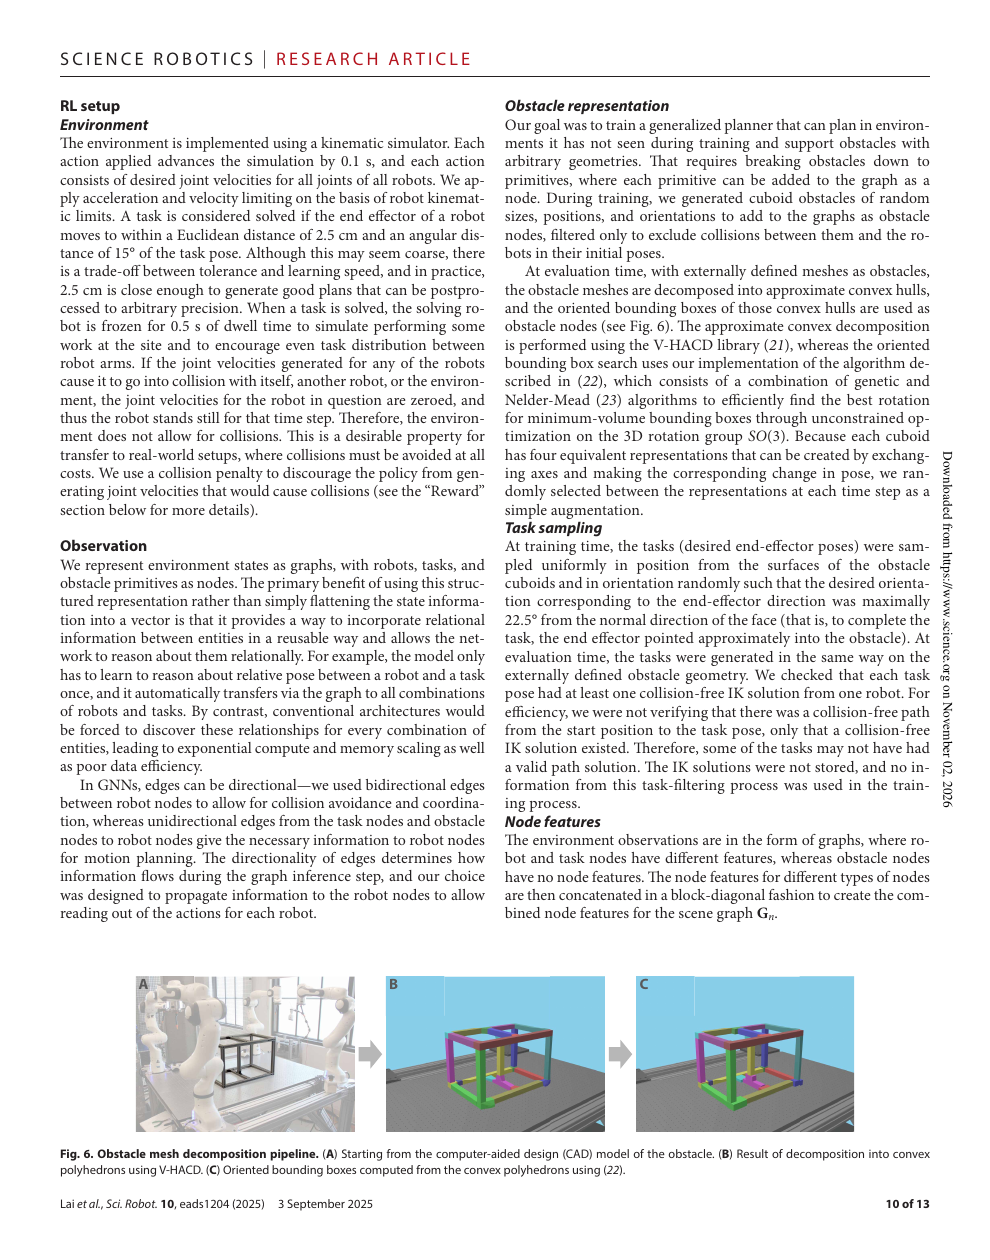 SCIENCE ROBOTICS | RESEARCH ARTICLE
RL setup
Environment
The environment is implemented using a kinematic simulator. Each
action applied advances the simulation by 0.1 s, and each action
consists of desired joint velocities for all joints of all robots. We ap-
ply acceleration and velocity limiting on the basis of robot kinemat-
ic limits. A task is considered solved if the end effector of a robot
moves to within a Euclidean distance of 2.5 cm and an angular dis-
tance of 15° of the task pose. Although this may seem coarse, there
is a trade-off between tolerance and learning speed, and in practice,
2.5 cm is close enough to generate good plans that can be postpro-
cessed to arbitrary precision. When a task is solved, the solving ro-
bot is frozen for 0.5 s of dwell time to simulate performing some
work at the site and to encourage even task distribution between
robot arms. If the joint velocities generated for any of the robots
cause it to go into collision with itself, another robot, or the environ-
ment, the joint velocities for the robot in question are zeroed, and
thus the robot stands still for that time step. Therefore, the environ-
ment does not allow for collisions. This is a desirable property for
transfer to real-world setups, where collisions must be avoided at all
costs. We use a collision penalty to discourage the policy from gen-
erating joint velocities that would cause collisions (see the “Reward”
section below for more details).
Observation
We represent environment states as graphs, with robots, tasks, and
obstacle primitives as nodes. The primary benefit of using this struc-
tured representation rather than simply flattening the state informa-
tion into a vector is that it provides a way to incorporate relational
information between entities in a reusable way and allows the net-
work to reason about them relationally. For example, the model only
has to learn to reason about relative pose between a robot and a task
once, and it automatically transfers via the graph to all combinations
of robots and tasks. By contrast, conventional architectures would
be forced to discover these relationships for every combination of
entities, leading to exponential compute and memory scaling as well
as poor data efficiency.
In GNNs, edges can be directional—we used bidirectional edges
between robot nodes to allow for collision avoidance and coordina-
tion, whereas unidirectional edges from the task nodes and obstacle
nodes to robot nodes give the necessary information to robot nodes
for motion planning. The directionality of edges determines how
information flows during the graph inference step, and our choice
was designed to propagate information to the robot nodes to allow
reading out of the actions for each robot.
Obstacle representation
Our goal was to train a generalized planner that can plan in environ-
ments it has not seen during training and support obstacles with
arbitrary geometries. That requires breaking obstacles down to
primitives, where each primitive can be added to the graph as a
node. During training, we generated cuboid obstacles of random
sizes, positions, and orientations to add to the graphs as obstacle
nodes, filtered only to exclude collisions between them and the ro-
bots in their initial poses.
At evaluation time, with externally defined meshes as obstacles,
the obstacle meshes are decomposed into approximate convex hulls,
and the oriented bounding boxes of those convex hulls are used as
obstacle nodes (see Fig. 6). The approximate convex decomposition
is performed using the V-HACD library (21), whereas the oriented
bounding box search uses our implementation of the algorithm de-
scribed in (22), which consists of a combination of genetic and
Nelder-Mead (23) algorithms to efficiently find the best rotation
for minimum-volume bounding boxes through unconstrained op-
timization on the 3D rotation group SO(3). Because each cuboid
has four equivalent representations that can be created by exchang-
ing axes and making the corresponding change in pose, we ran-
domly selected between the representations at each time step as a
simple augmentation.
Task sampling
At training time, the tasks (desired end-effector poses) were sam-
pled uniformly in position from the surfaces of the obstacle
cuboids and in orientation randomly such that the desired orienta-
tion corresponding to the end-effector direction was maximally
22.5° from the normal direction of the face (that is, to complete the
task, the end effector pointed approximately into the obstacle). At
evaluation time, the tasks were generated in the same way on the
externally defined obstacle geometry. We checked that each task
pose had at least one collision-free IK solution from one robot. For
efficiency, we were not verifying that there was a collision-free path
from the start position to the task pose, only that a collision-free
IK solution existed. Therefore, some of the tasks may not have had
a valid path solution. The IK solutions were not stored, and no in-
formation from this task-filtering process was used in the train-
ing process.
Node features
The environment observations are in the form of graphs, where ro-
bot and task nodes have different features, whereas obstacle nodes
have no node features. The node features for different types of nodes
are then concatenated in a block-diagonal fashion to create the com-
bined node features for the scene graph Gn.
A
B
C
Fig. 6. Obstacle mesh decomposition pipeline. (A) Starting from the computer-aided design (CAD) model of the obstacle. (B) Result of decomposition into convex
polyhedrons using V-HACD. (C) Oriented bounding boxes computed from the convex polyhedrons using (22).
Lai et al., Sci. Robot. 10, eads1204 (2025) 3 September 2025
10 of 13
Downloaded from https://www.science.org on November 02, 2026